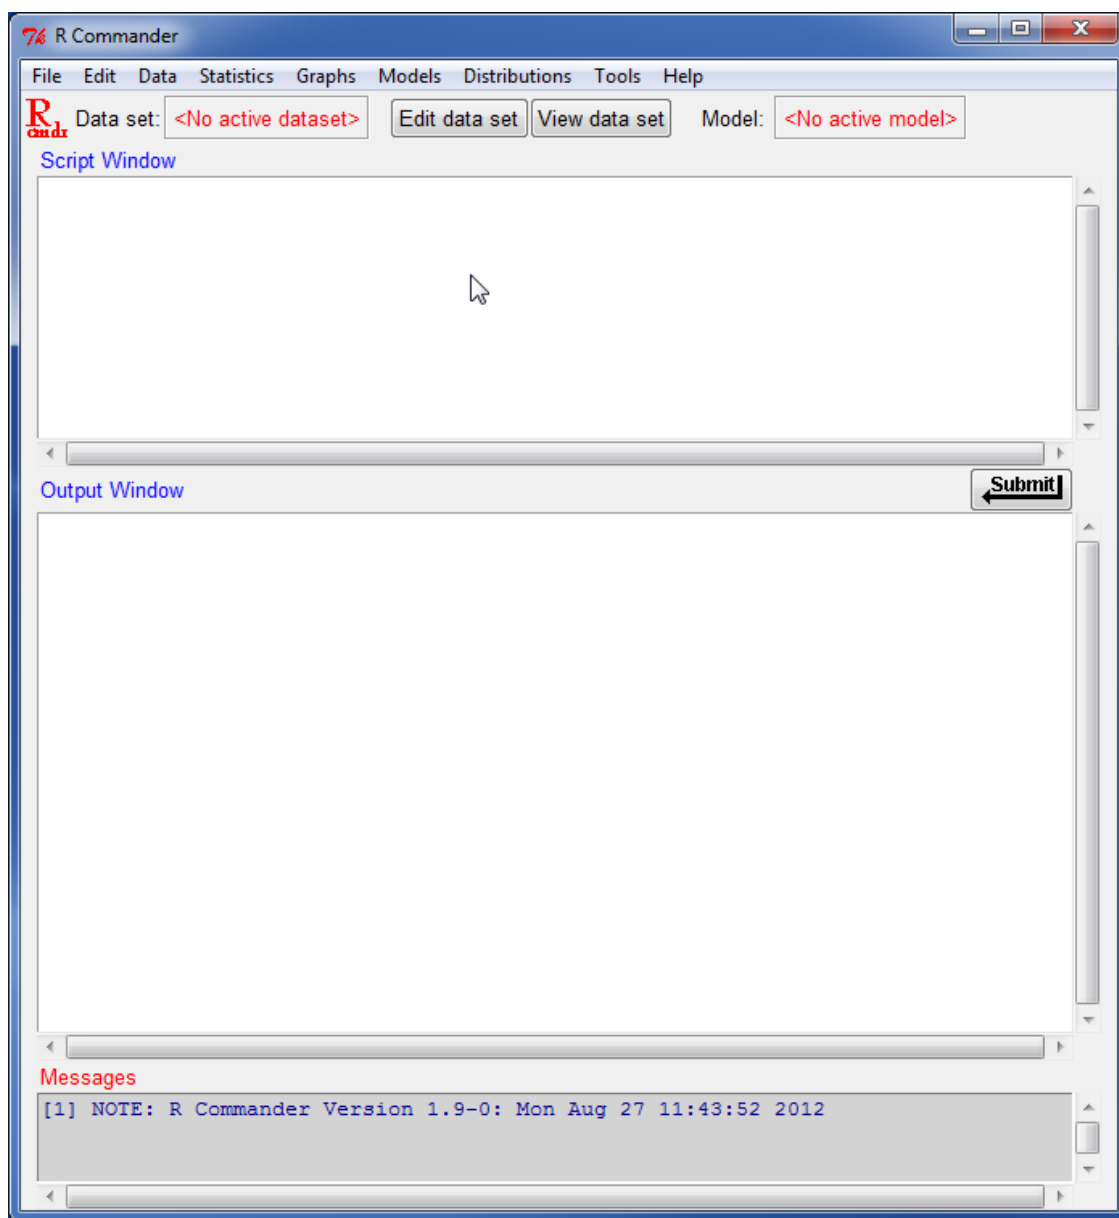 R Commander
File Edit Data Statistics Graphs Models Distributions Tools Help
R cmdr Data set: <No active dataset> Edit data set View data set Model: <No active model>
Script Window
Output Window Submit
Messages
[1] NOTE: R Commander Version 1.9-0: Mon Aug 27 11:43:52 2012